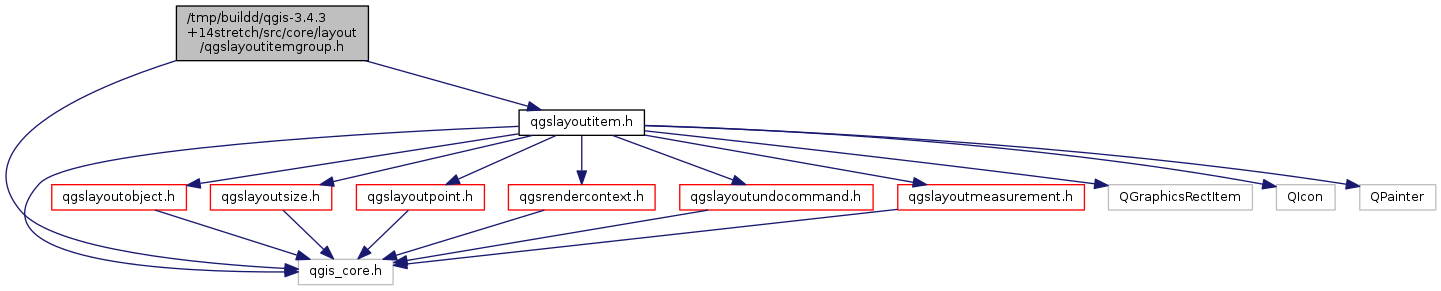 /tmp/buildd/qgis-3.4.3
+14stretch/src/core/layout
/qgslayoutitemgroup.h
qgslayoutitem.h
qgslayoutobject.h
qgslayoutsize.h
qgslayoutpoint.h
qgsrendercontext.h
qgslayoutundocommand.h
qgslayoutmeasurement.h
QGraphicsRectItem
QIcon
QPainter
qgis_core.h